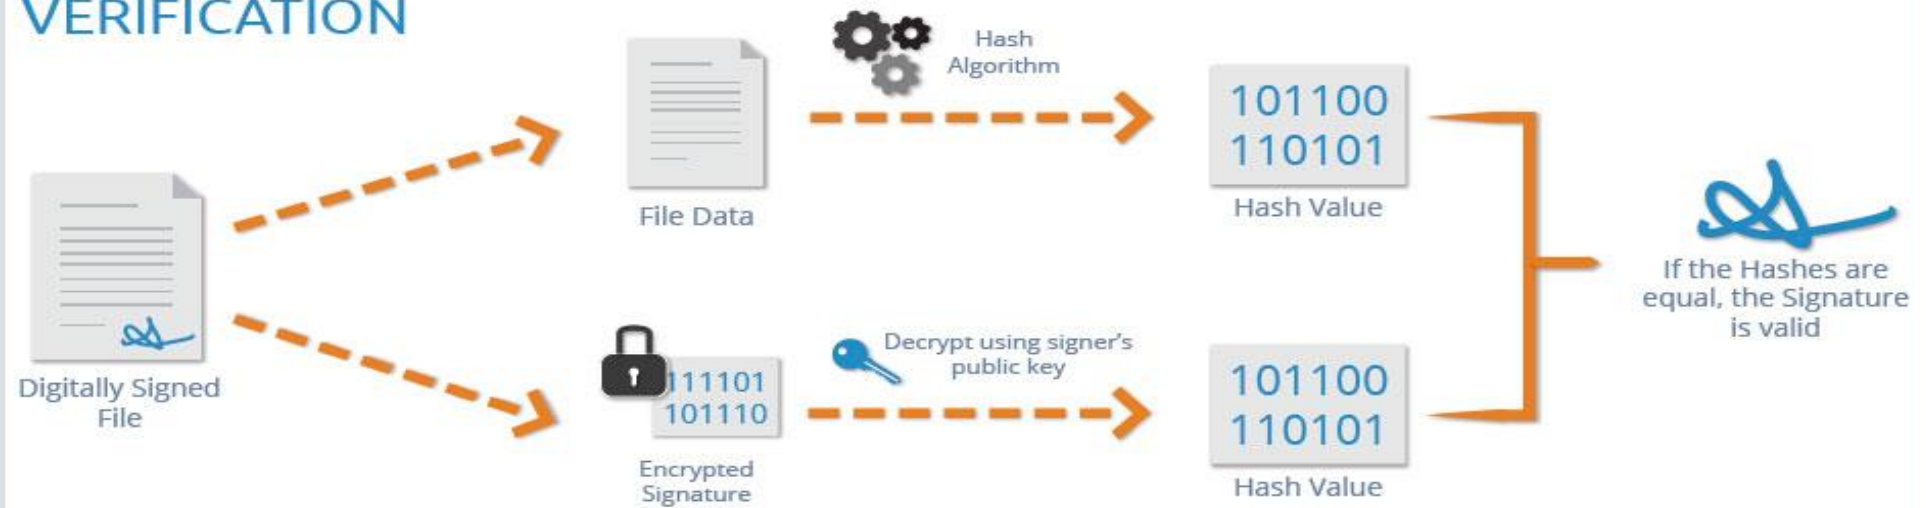 VERIFICATION
Hash
Algorithm
101100
110101
Hash Value
File Data
Digitally Signed
File
111101
101110
Encrypted
Signature
Decrypt using signer's
public key
101100
110101
Hash Value
If the Hashes are
equal, the Signature
is valid